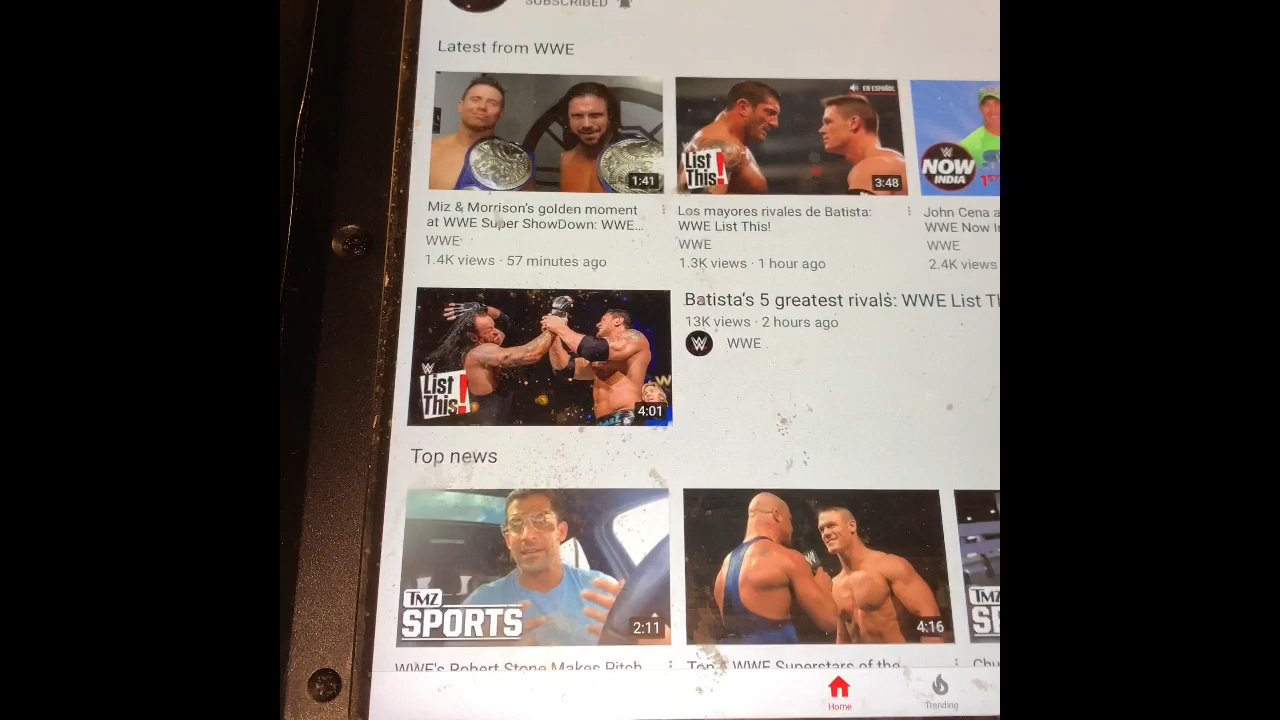 SUBSCRIBED
Latest from WWE
1:41
List
This!
EN ESPAÑOL
3:48
NOW
INDIA
Miz & Morrison's golden moment
at WWE Super ShowDown: WWE...
WWE
1.4K views · 57 minutes ago
Los mayores rivales de Batista:
WWE List This!
WWE
1.3K views · 1 hour ago
John Cena a
WWE Now I
WWE
2.4K views
List
This!
4:01
Batista's 5 greatest rivals: WWE List Th
13K views · 2 hours ago
WWE
Top news
TMZ
SPORTS
2:11
4:16
TMZ
WWE's Robert Stone Makes Pitch
WWE Superstars of the
Home
Trending